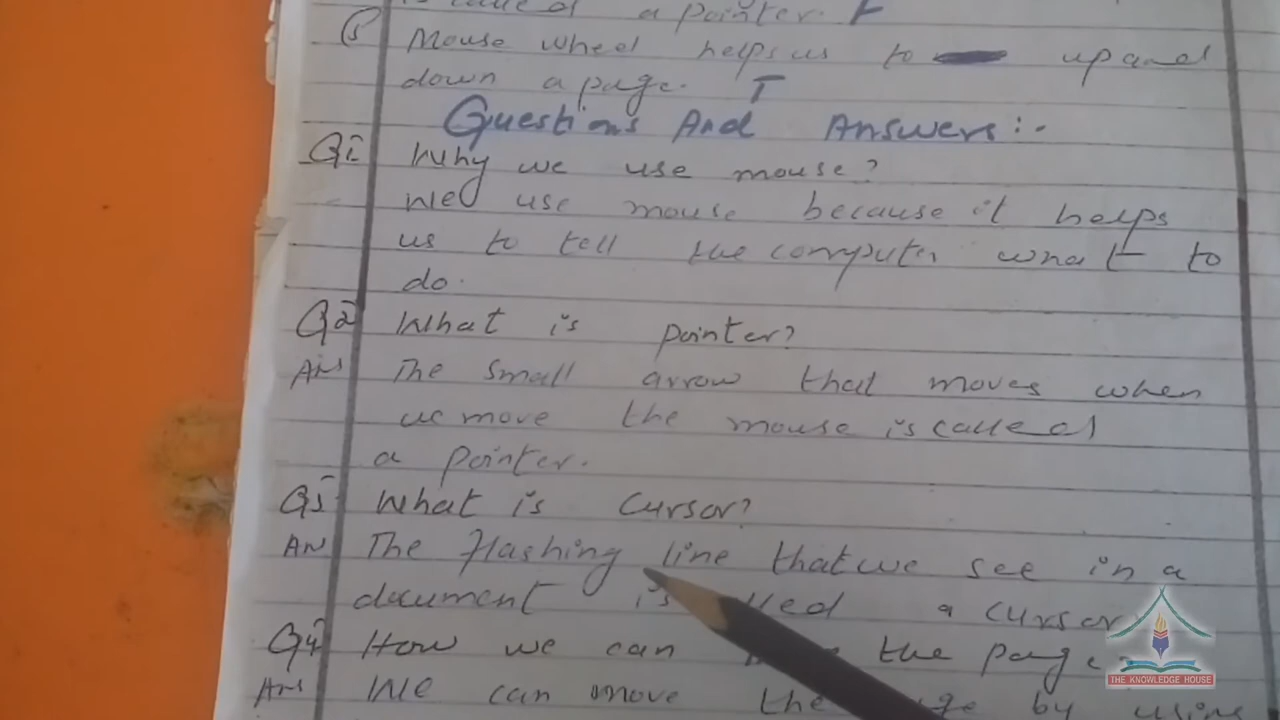 a pointer. F
5) Mouse wheel helps us to up and
down a page. T
Questions And Answers:-
Q1 Why we use mouse?
We use mouse because it helps
us to tell the computer what to
do.
Q2 What is pointer?
Ans The small arrow that moves when
we move the mouse is called
a pointer.
Q3 What is Cursor?
An The flashing line that we see in a
document is a cursor
Q4 How we can the page
Ans We can move the by using
THE KNOWLEDGE HOUSE